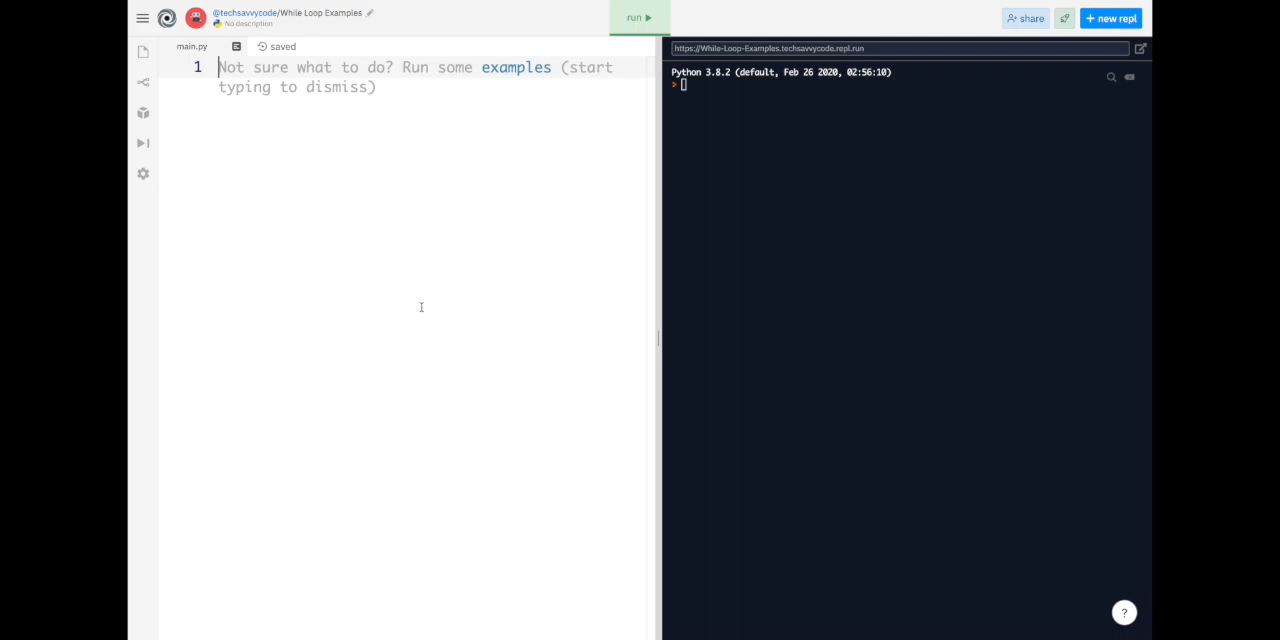 @techsavvycode/While Loop Examples
No description
run
share
+ new repl
main.py
saved
https://While-Loop-Examples.techsavvycode.repl.run
1
Not sure what to do? Run some examples (start
typing to dismiss)
Python 3.8.2 (default, Feb 26 2020, 02:56:10)
>
?